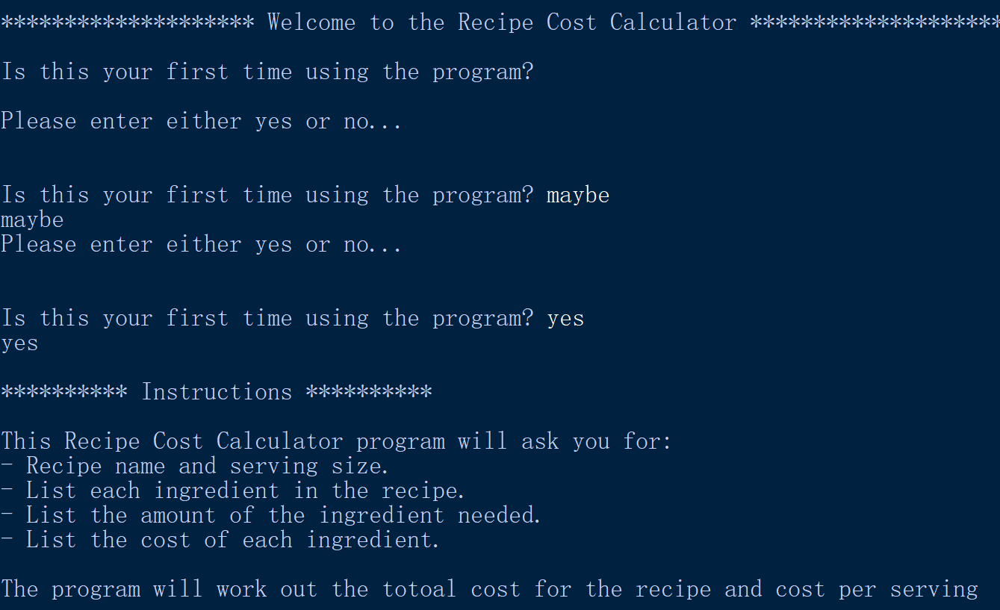 ******************** Welcome to the Recipe Cost Calculator ********************
Is this your first time using the program?
Please enter either yes or no...
Is this your first time using the program? maybe
maybe
Please enter either yes or no...
Is this your first time using the program? yes
yes
********** Instructions **********
This Recipe Cost Calculator program will ask you for:
- Recipe name and serving size.
- List each ingredient in the recipe.
- List the amount of the ingredient needed.
- List the cost of each ingredient.
The program will work out the totoal cost for the recipe and cost per serving